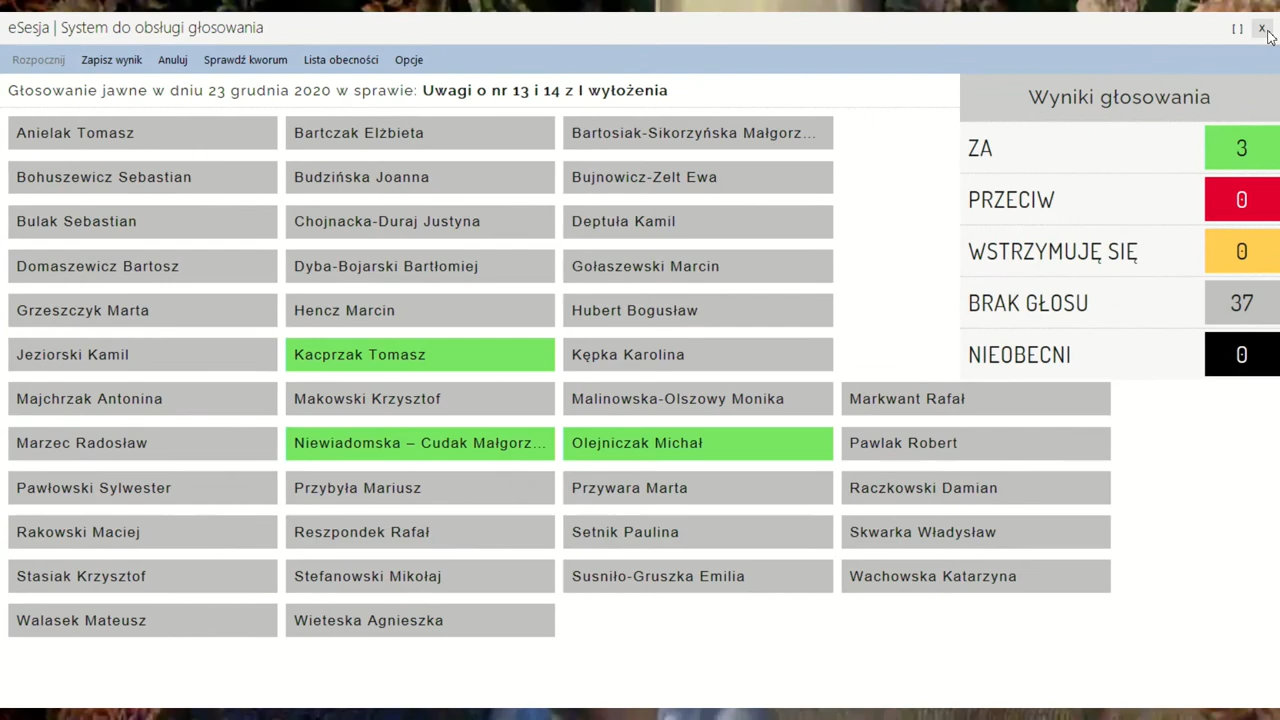 eSesja | System do obsługi głosowania
[ ] X
Rozpocznij Zapisz wynik Anuluj Sprawdź kworum Lista obecności Opcje
Głosowanie jawne w dniu 23 grudnia 2020 w sprawie: Uwagi o nr 13 i 14 z I wyłożenia
Wyniki głosowania
ZA 3
PRZECIW 0
WSTRZYMUJĘ SIĘ 0
BRAK GŁOSU 37
NIEOBECNI 0
Anielak Tomasz Bartczak Elżbieta Bartosiak-Sikorzyńska Małgorz...
Bohuszewicz Sebastian Budzińska Joanna Bujnowicz-Zelt Ewa
Bulak Sebastian Chojnacka-Duraj Justyna Deptuła Kamil
Domaszewicz Bartosz Dyba-Bojarski Bartłomiej Gołaszewski Marcin
Grzeszczyk Marta Hencz Marcin Hubert Bogusław
Jeziorski Kamil Kacprzak Tomasz Kępka Karolina
Majchrzak Antonina Makowski Krzysztof Malinowska-Olszowy Monika Markwant Rafał
Marzec Radosław Niewiadomska – Cudak Małgorz... Olejniczak Michał Pawlak Robert
Pawłowski Sylwester Przybyła Mariusz Przywara Marta Raczkowski Damian
Rakowski Maciej Reszpondek Rafał Setnik Paulina Skwarka Władysław
Stasiak Krzysztof Stefanowski Mikołaj Susniło-Gruszka Emilia Wachowska Katarzyna
Walasek Mateusz Wieteska Agnieszka